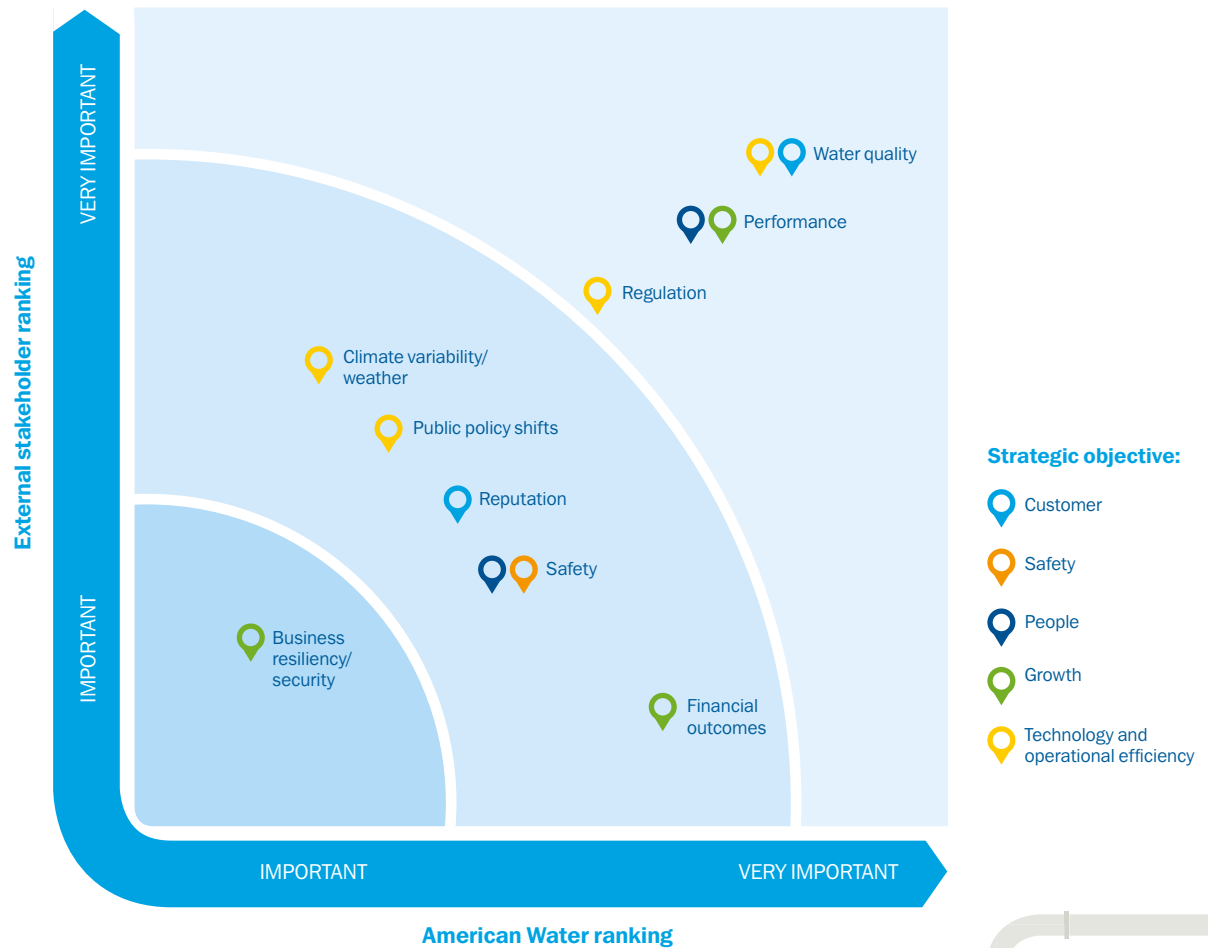 External stakeholder ranking
VERY IMPORTANT
IMPORTANT
Water quality
Performance
Regulation
Climate variability/
weather
Public policy shifts
Reputation
Safety
Business
resiliency/
security
Financial
outcomes
IMPORTANT
VERY IMPORTANT
American Water ranking
Strategic objective:
Customer
Safety
People
Growth
Technology and
operational efficiency